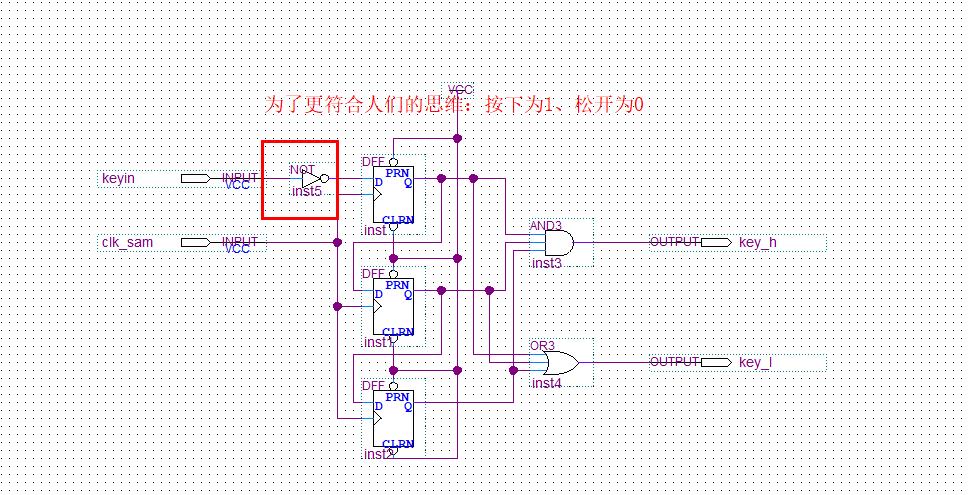 VCC
为了更符合人们的思维：按下为1、松开为0
keyin
INPUT
VCC
NOT
inst5
DFF
PRN
D
Q
CLRN
inst
clk_sam
INPUT
VCC
AND3
inst3
OUTPUT
key_h
DFF
PRN
D
Q
CLRN
inst1
OR3
inst4
OUTPUT
key_l
DFF
PRN
D
Q
CLRN
inst2